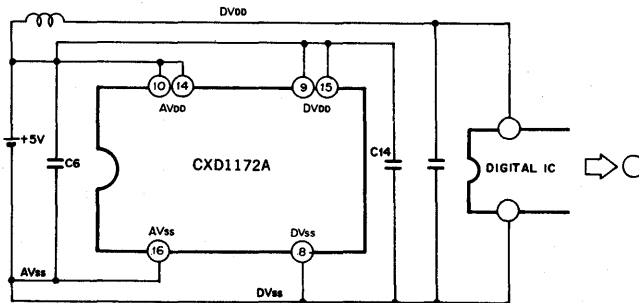 DVDD
10 14
9 15
AVDD
DVDD
+5V
C6
CXD1172A
C14
DIGITAL IC
AVss
DVss
16
8
AVss
DVss